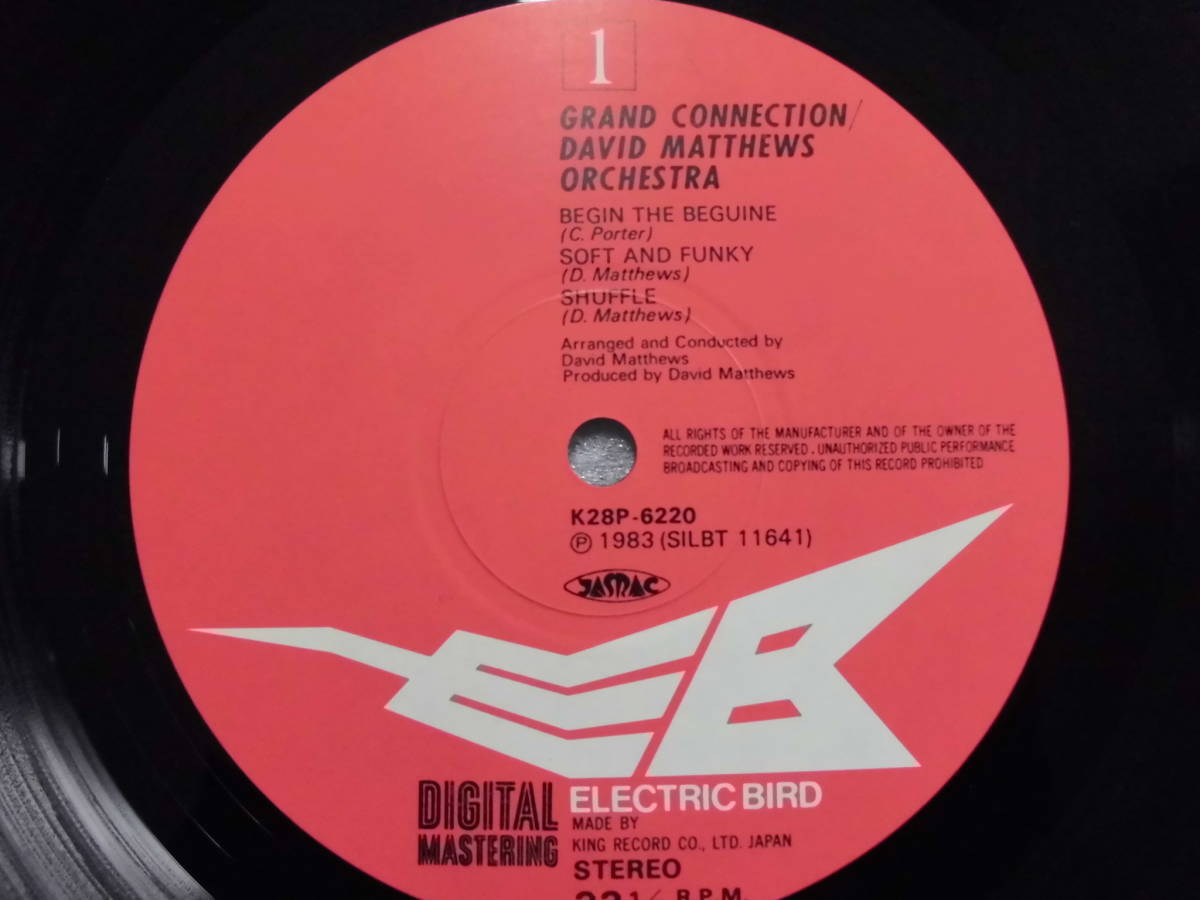 1
GRAND CONNECTION/
DAVID MATTHEWS
ORCHESTRA
BEGIN THE BEGUINE
(C. Porter)
SOFT AND FUNKY
(D. Matthews)
SHUFFLE
(D. Matthews)
Arranged and Conducted by
David Matthews
Produced by David Matthews
ALL RIGHTS OF THE MANUFACTURER AND OF THE OWNER OF THE
RECORDED WORK RESERVED. UNAUTHORIZED PUBLIC PERFORMANCE
BROADCASTING AND COPYING OF THIS RECORD PROHIBITED
K28P-6220
℗ 1983 (SILBT 11641)
JASRAC
EB
DIGITAL
MASTERING
ELECTRIC BIRD
MADE BY
KING RECORD CO., LTD. JAPAN
STEREO
R.P.M.